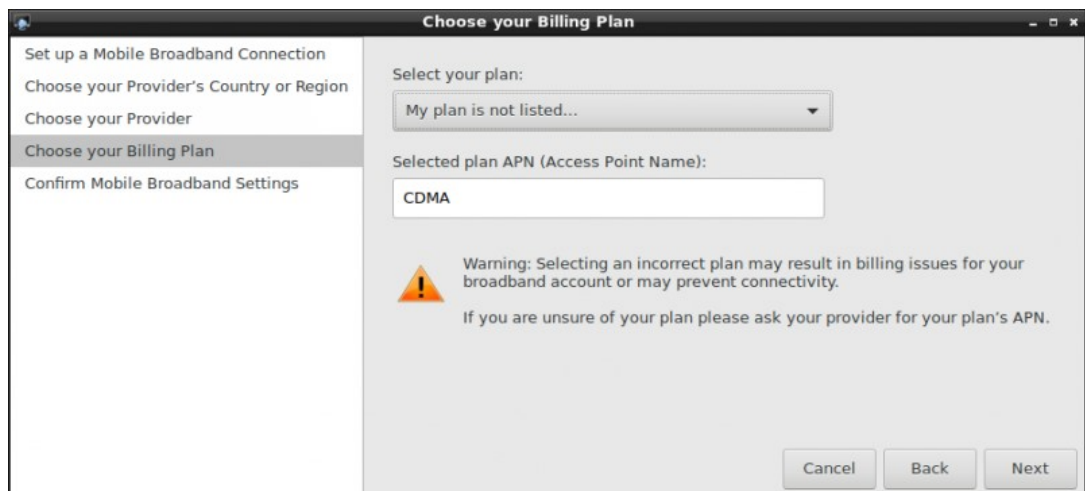 Choose your Billing Plan
Set up a Mobile Broadband Connection
Choose your Provider's Country or Region
Choose your Provider
Choose your Billing Plan
Confirm Mobile Broadband Settings
Select your plan:
My plan is not listed...
Selected plan APN (Access Point Name):
CDMA
Warning: Selecting an incorrect plan may result in billing issues for your
broadband account or may prevent connectivity.
If you are unsure of your plan please ask your provider for your plan's APN.
Cancel
Back
Next